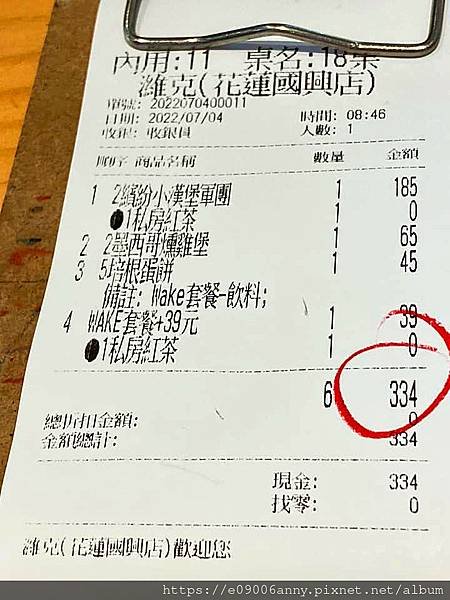 內用:11 桌名:18桌
濰克(花蓮國興店)
單號: 2022070400011
日期: 2022/07/04 時間: 08:46
收銀: 收銀員 人數: 1
順序 商品名稱 數量 金額
1 2繽紛小漢堡軍團 1 185
●1私房紅茶 1 0
2 2墨西哥燻雞堡 1 65
3 5培根蛋餅 1 45
備註: Wake套餐-飲料;
4 WAKE套餐+39元 1 39
●1私房紅茶 1 0
6 334
金額: 0
金額總計: 334
現金: 334
找零: 0
濰克(花蓮國興店)歡迎您
https://e09006anny.pixnet.net/album